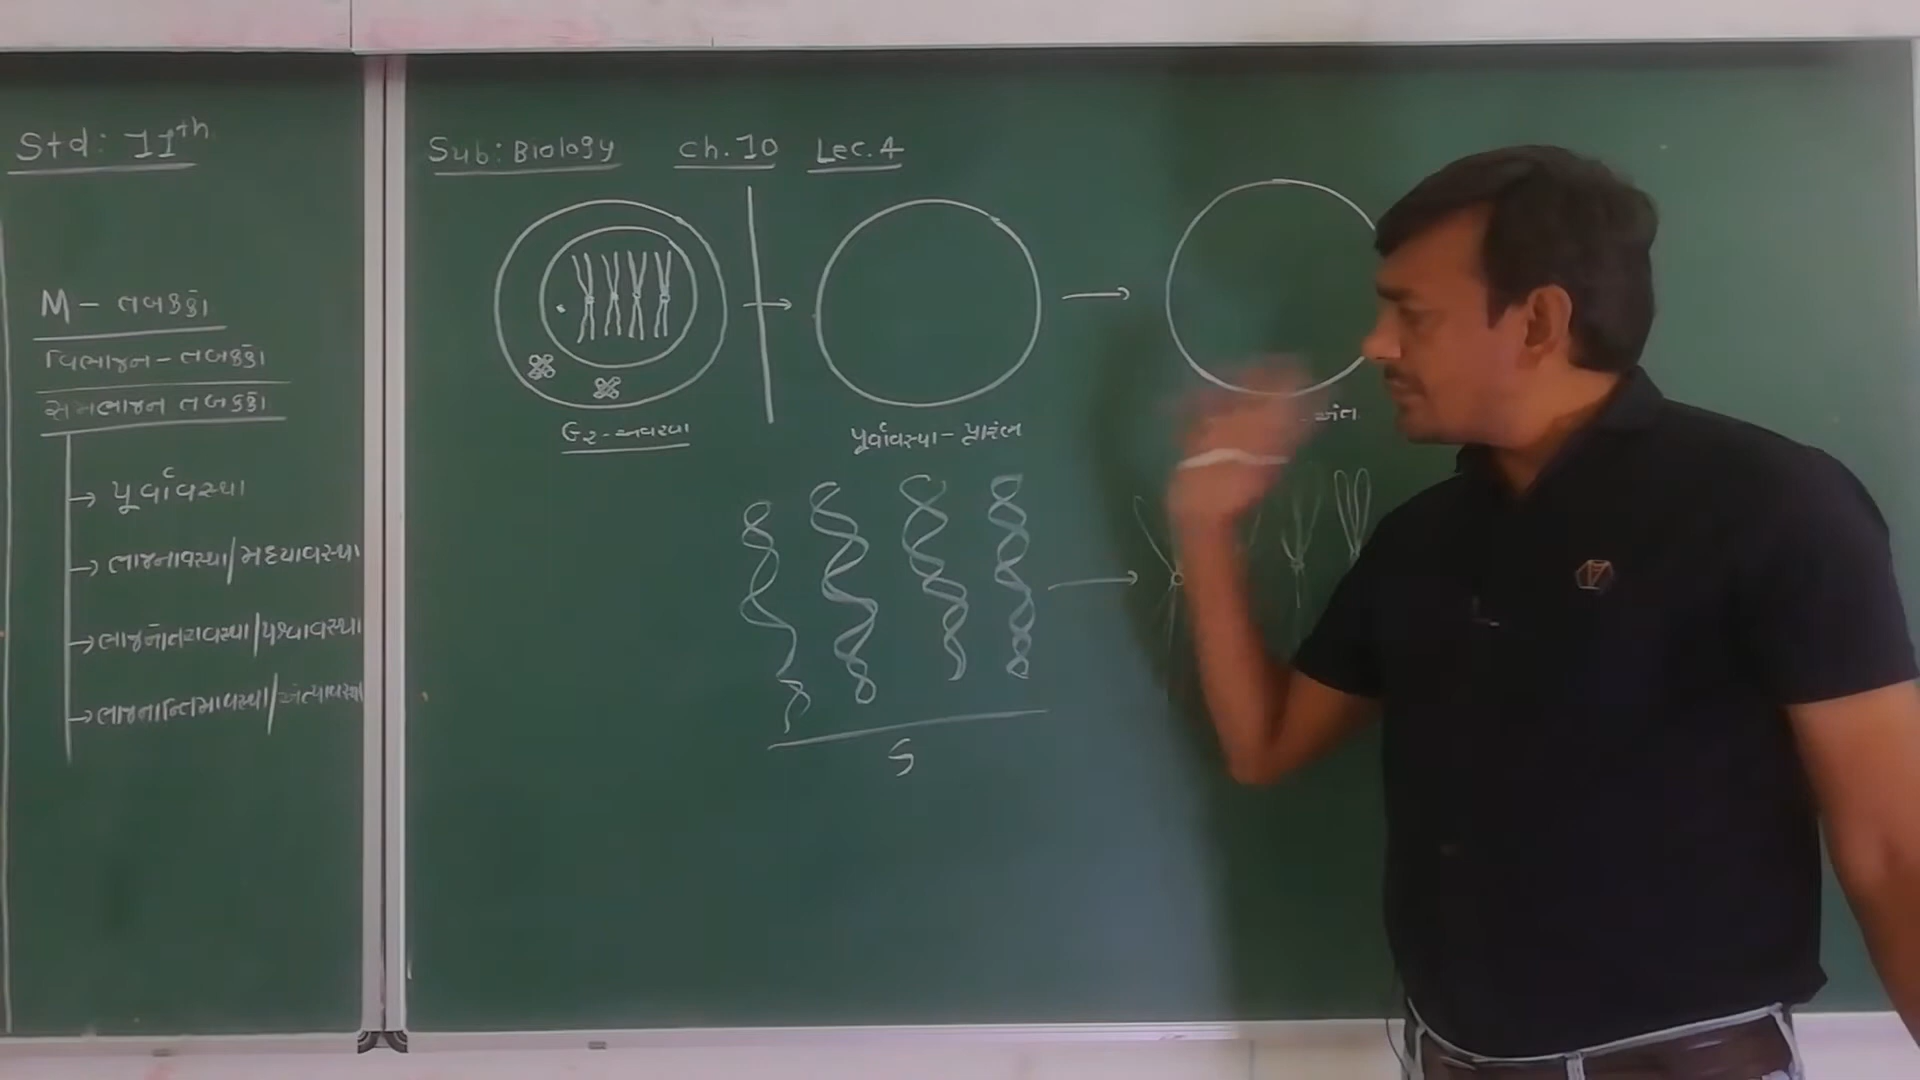 Std: 11th
M - તબક્કો
વિભાજન - તબક્કો
સમભાજન તબક્કો
→ પૂર્વાવસ્થા
→ ભાજનાવસ્થા/મધ્યાવસ્થા
→ ભાજનોતરાવસ્થા/પશ્વાવસ્થા
→ ભાજનાન્તિમાવસ્થા/અંત્યાવસ્થા
Sub: Biology Ch. 10 Lec. 4
G2 - અવસ્થા
પૂર્વાવસ્થા - પ્રારંભ
- અંત
S